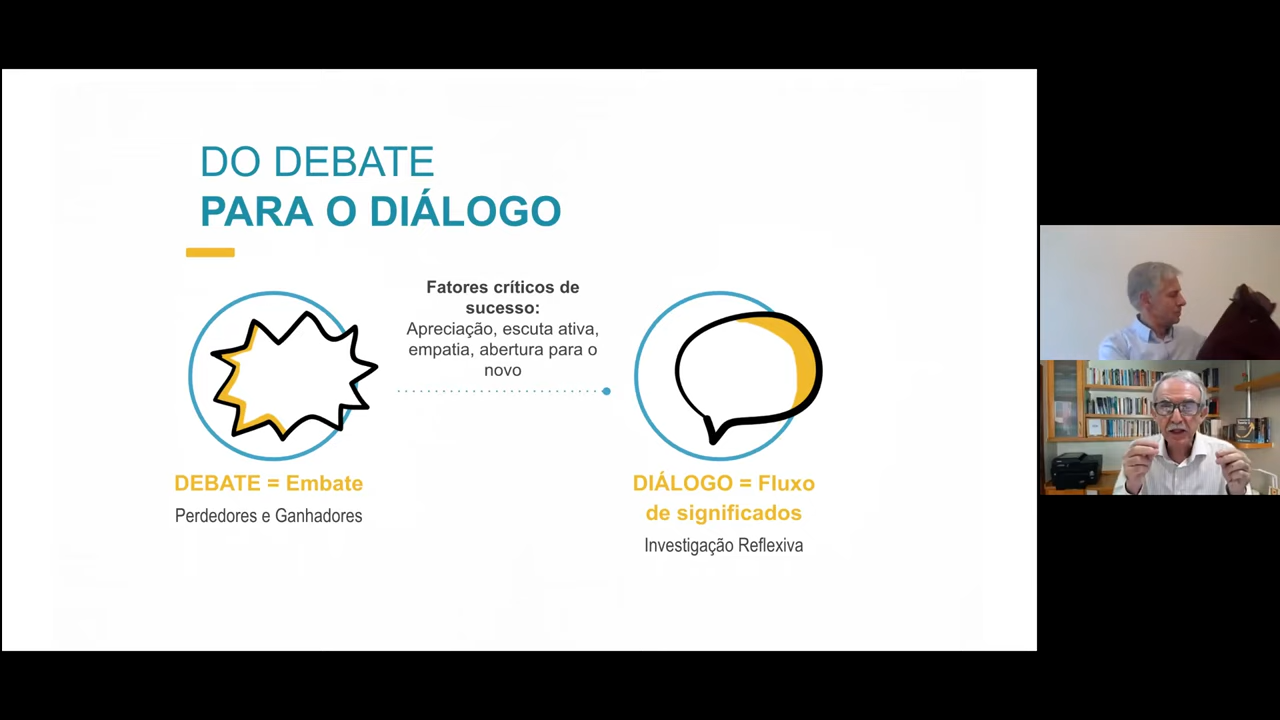 DO DEBATE
PARA O DIÁLOGO
Fatores críticos de
sucesso:
Apreciação, escuta ativa,
empatia, abertura para o
novo
DEBATE = Embate
Perdedores e Ganhadores
DIÁLOGO = Fluxo
de significados
Investigação Reflexiva